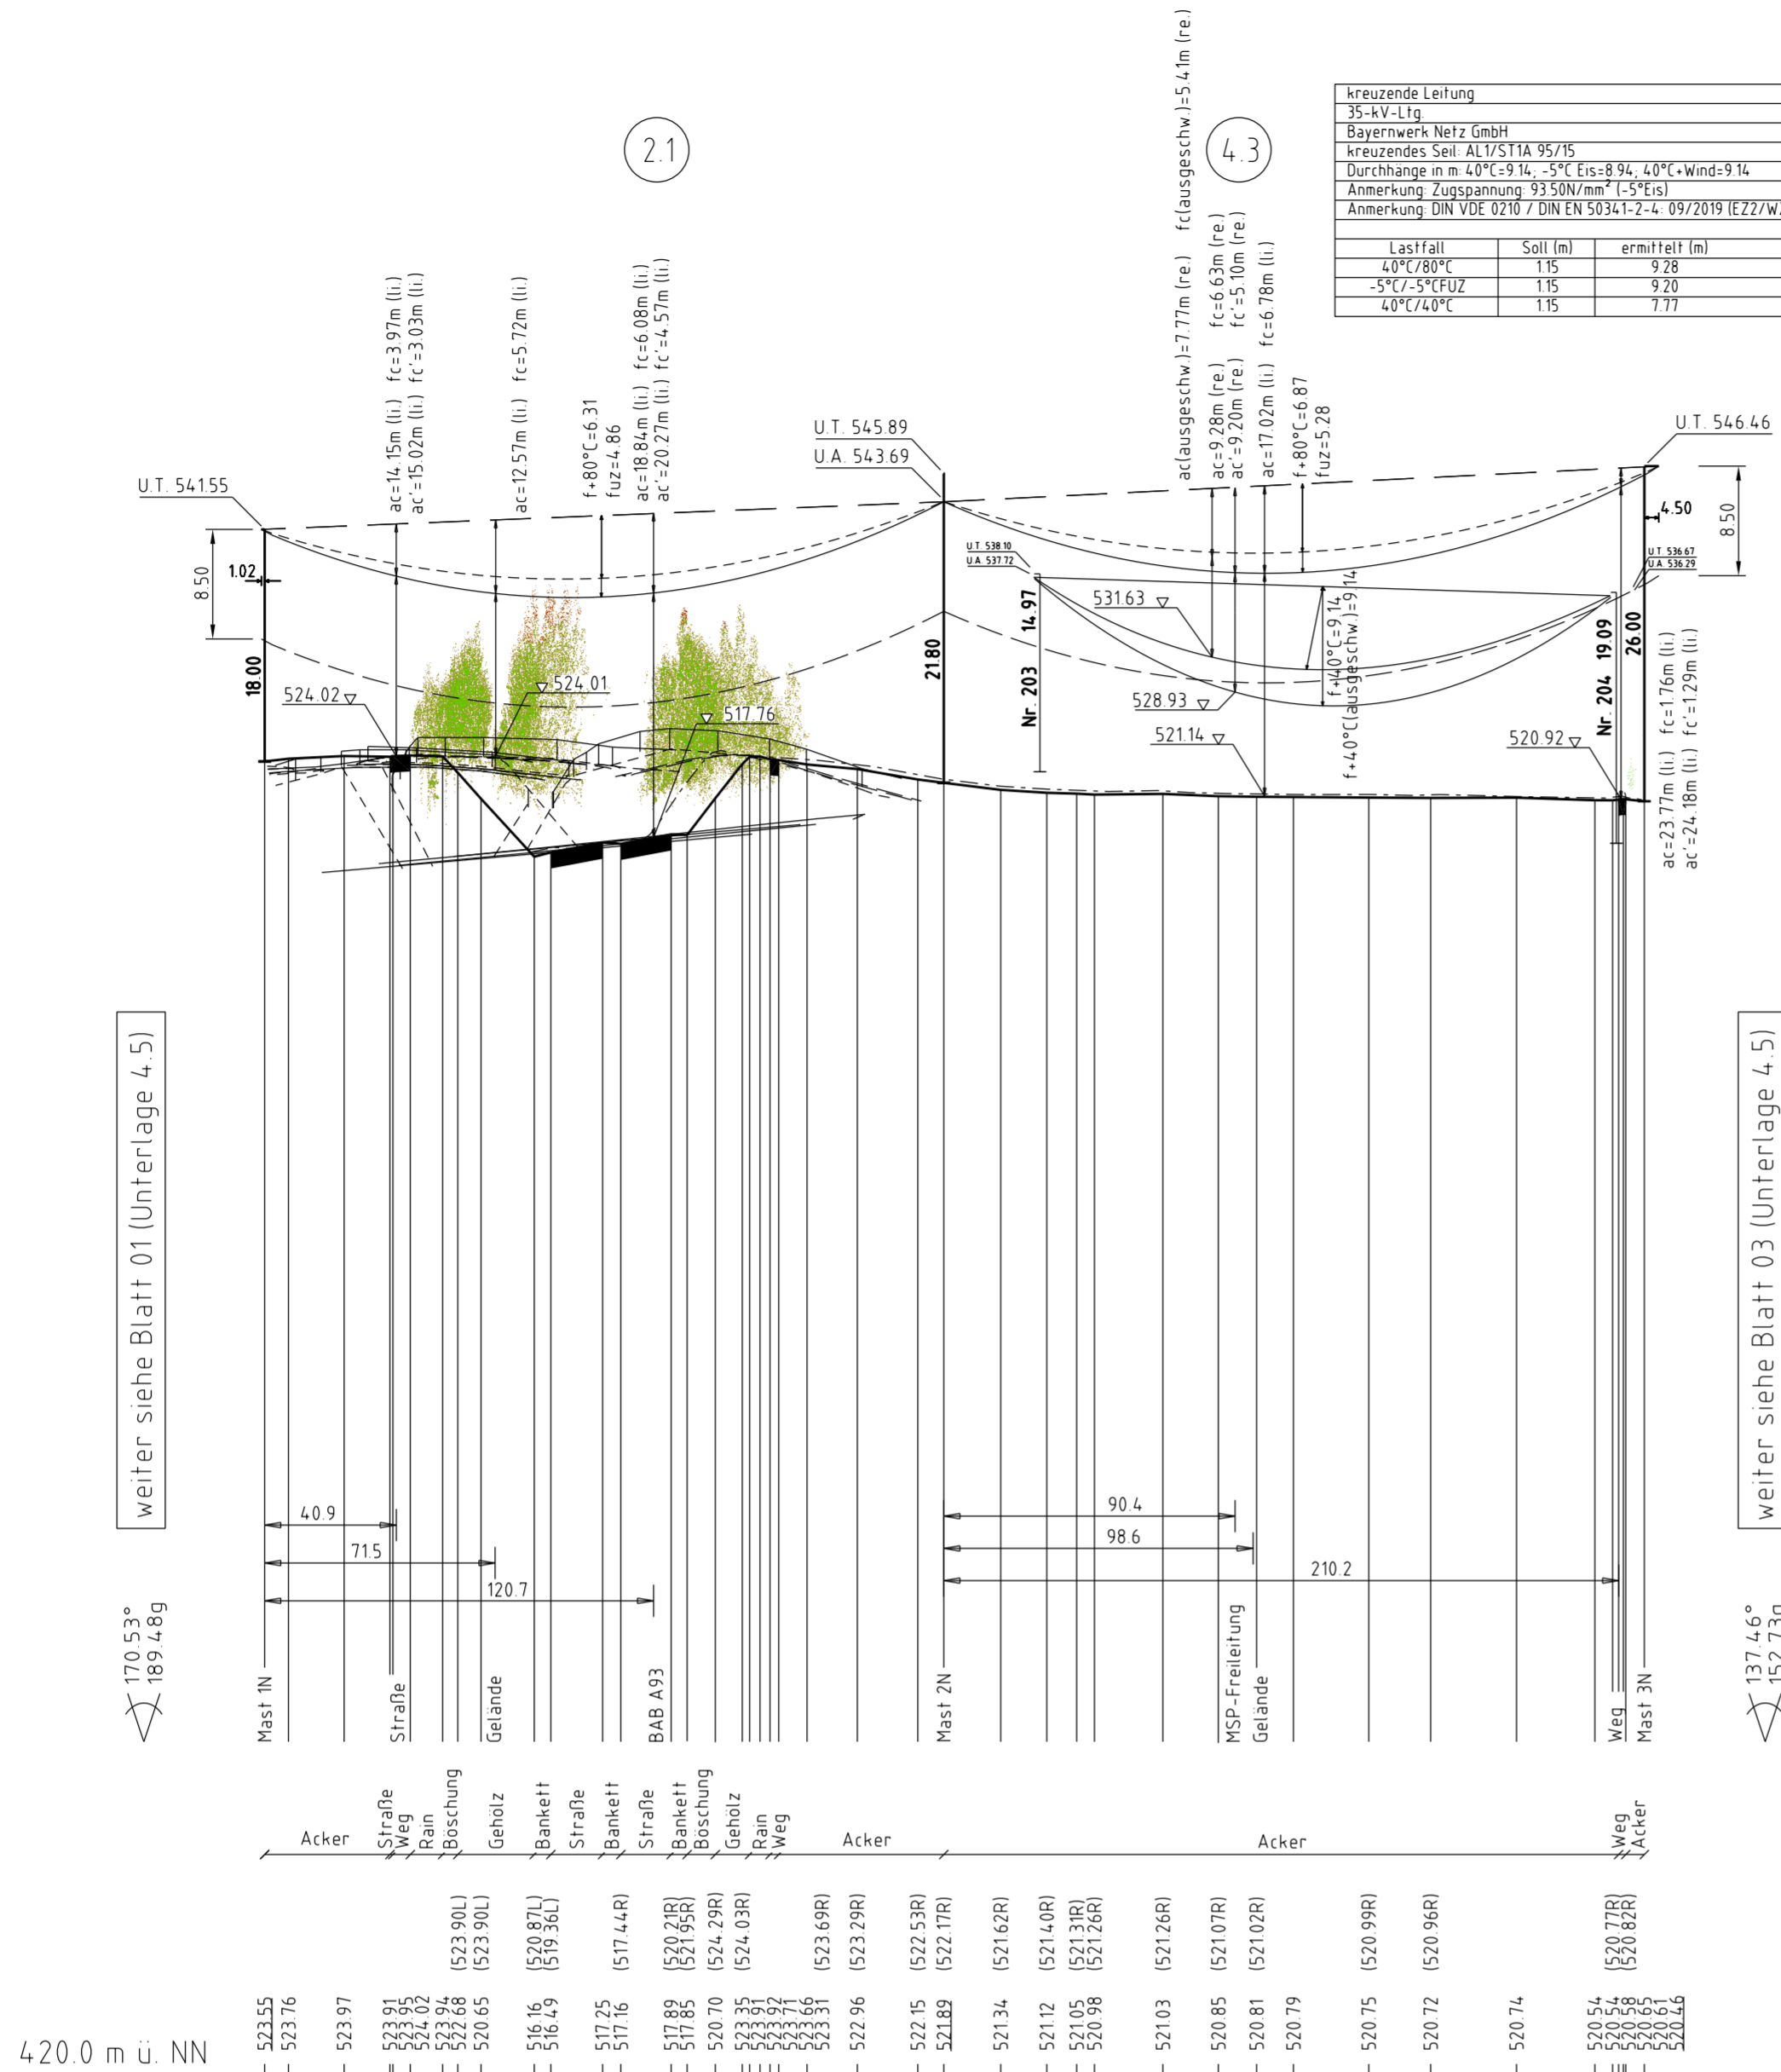 2.1
4.3
kreuzende Leitung
35-kV-Ltg.
Bayernwerk Netz GmbH
kreuzendes Seil: AL1/ST1A 95/15
Durchhänge in m: 40°C=9.14; -5°C Eis=8.94; 40°C+Wind=9.14
Anmerkung: Zugspannung: 93.50N/mm² (-5°Eis)
Anmerkung: DIN VDE 0210 / DIN EN 50341-2-4: 09/2019 (EZ2/W
Lastfall Soll (m) ermittelt (m)
40°C/80°C 1.15 9.28
-5°C/-5°CFUZ 1.15 9.20
40°C/40°C 1.15 7.77
ac=14.15m (li.) fc=3.97m (li.)
ac'=15.02m (li.) fc'=3.03m (li.)
ac=12.57m (li.) fc=5.72m (li.)
f+80°C=6.31
fuz=4.86
ac=18.84m (li.) fc=6.08m (li.)
ac'=20.27m (li.) fc'=4.57m (li.)
ac(ausgeschw.)=7.77m (re.) fc(ausgeschw.)=5.41m (re.)
ac=9.28m (re.) fc=6.63m (re.)
ac'=9.20m (re.) fc'=5.10m (re.)
ac=17.02m (li.) fc=6.78m (li.)
f+80°C=6.87
fuz=5.28
U.T. 541.55
U.T. 545.89
U.A. 543.69
U.T. 546.46
8.50
1.02
18.00
524.02
524.01
517.76
21.80
U.T. 538.10
U.A. 537.72
Nr. 203 14.97
531.63
528.93
521.14
f+40°C=9.14
f+40°C(ausgeschw.)=9.14
520.92
Nr. 204 19.09
26.00
4.50
8.50
U.T. 536.67
U.A. 536.29
ac=23.77m (li.) fc=1.76m (li.)
ac'=24.18m (li.) fc'=1.29m (li.)
weiter siehe Blatt 01 (Unterlage 4.5)
weiter siehe Blatt 03 (Unterlage 4.5)
40.9
71.5
120.7
90.4
98.6
210.2
170.53°
189.48g
137.46°
152.73g
Mast 1N
Straße
Gelände
BAB A93
Mast 2N
MSP-Freileitung
Gelände
Weg
Mast 3N
Acker
Straße
Weg
Rain
Böschung
Gehölz
Bankett
Straße
Bankett
Straße
Bankett
Böschung
Gehölz
Rain
Weg
Acker
Acker
Weg
Acker
(523.90L)
(523.90L)
(520.87L)
(519.36L)
(517.44R)
(520.21R)
(521.95R)
(524.29R)
(524.03R)
(523.69R)
(523.29R)
(522.53R)
(522.17R)
(521.62R)
(521.40R)
(521.31R)
(521.26R)
(521.26R)
(521.07R)
(521.02R)
(520.99R)
(520.96R)
(520.77R)
(520.82R)
420.0 m ü. NN
523.55
523.76
523.97
523.91
523.95
524.02
523.94
522.68
520.65
516.16
516.49
517.25
517.16
517.89
517.85
520.70
523.35
523.91
523.92
523.71
523.66
523.31
522.96
522.15
521.89
521.34
521.12
521.05
520.98
521.03
520.85
520.81
520.79
520.75
520.72
520.74
520.54
520.54
520.58
520.65
520.61
520.46